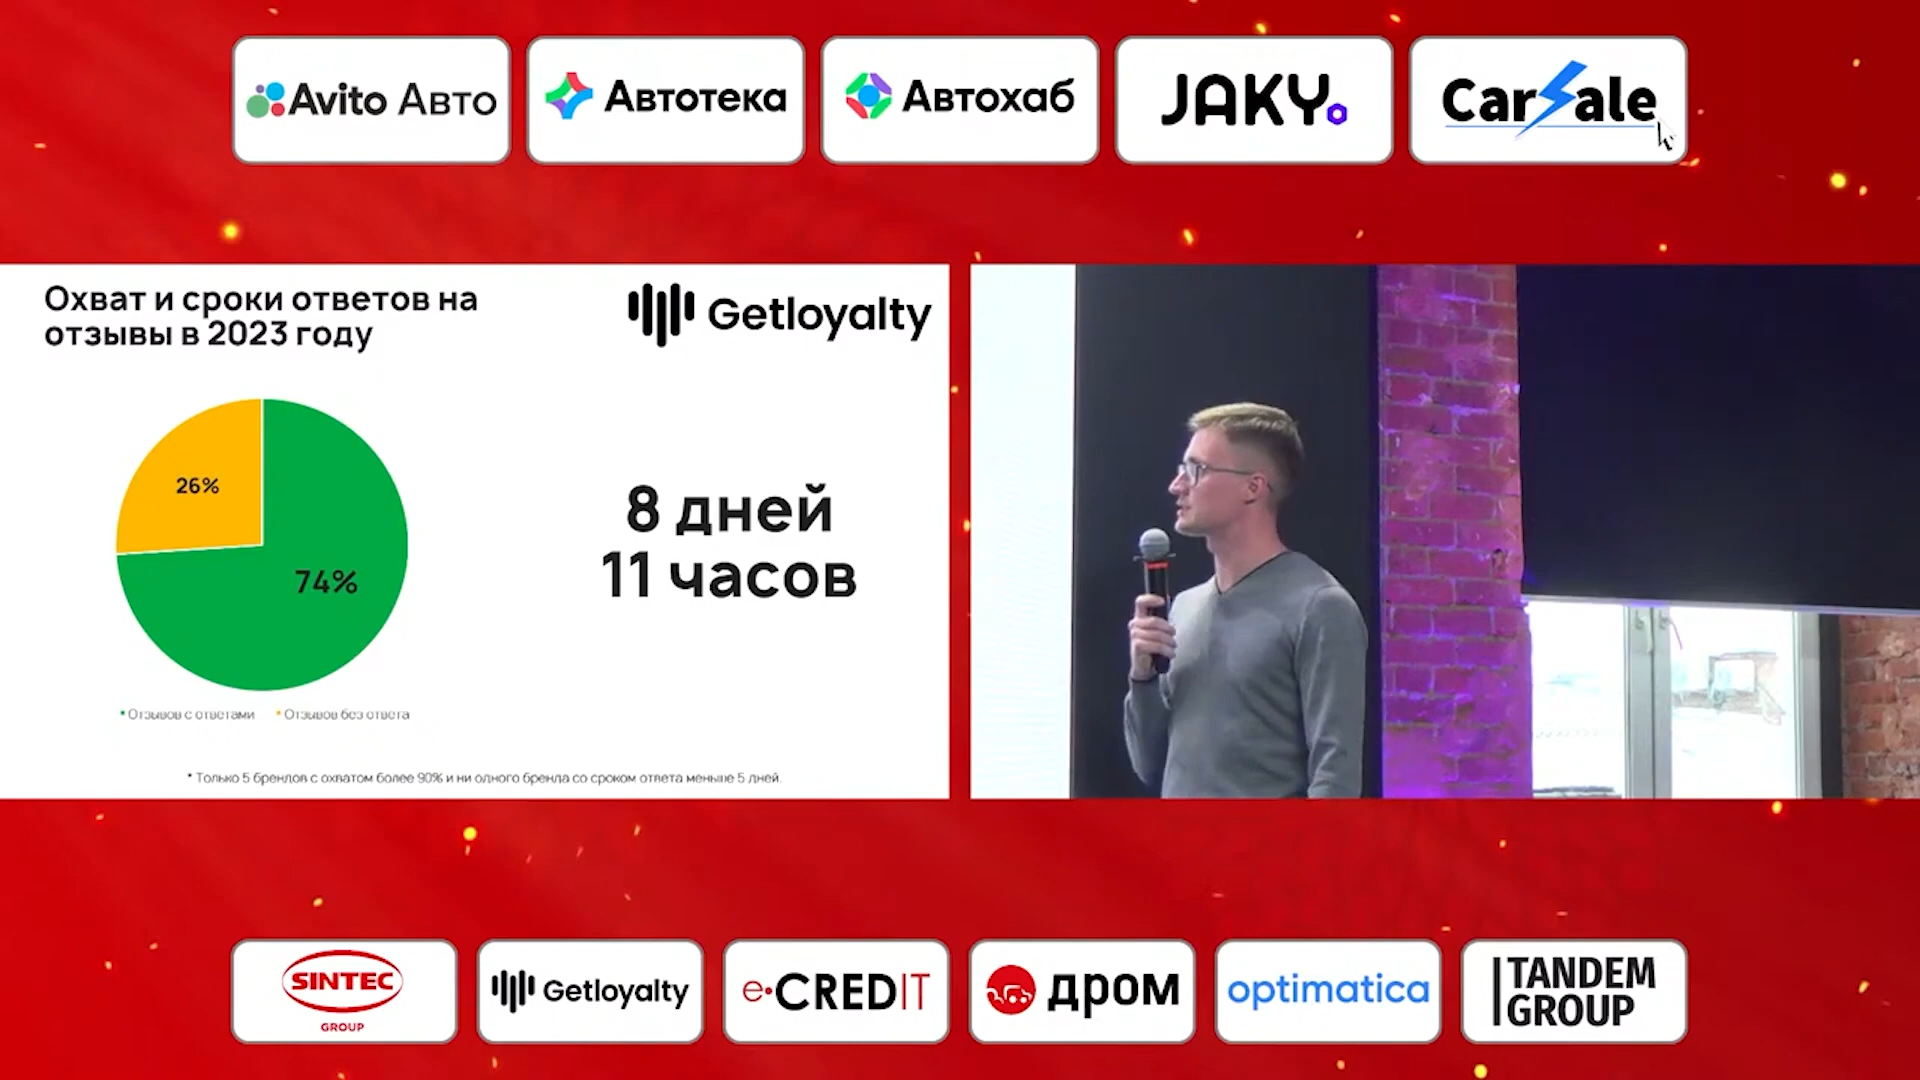 Avito Авто
Автотека
Автохаб
JAKY
CarSale
Охват и сроки ответов на
отзывы в 2023 году
Getloyalty
26%
74%
8 дней
11 часов
Отзывов с ответами
Отзывов без ответа
* Только 5 брендов с охватом более 90% и ни одного бренда со сроком ответа меньше 5 дней.
SINTEC
GROUP
Getloyalty
e·CREDIT
дром
optimatica
TANDEM
GROUP